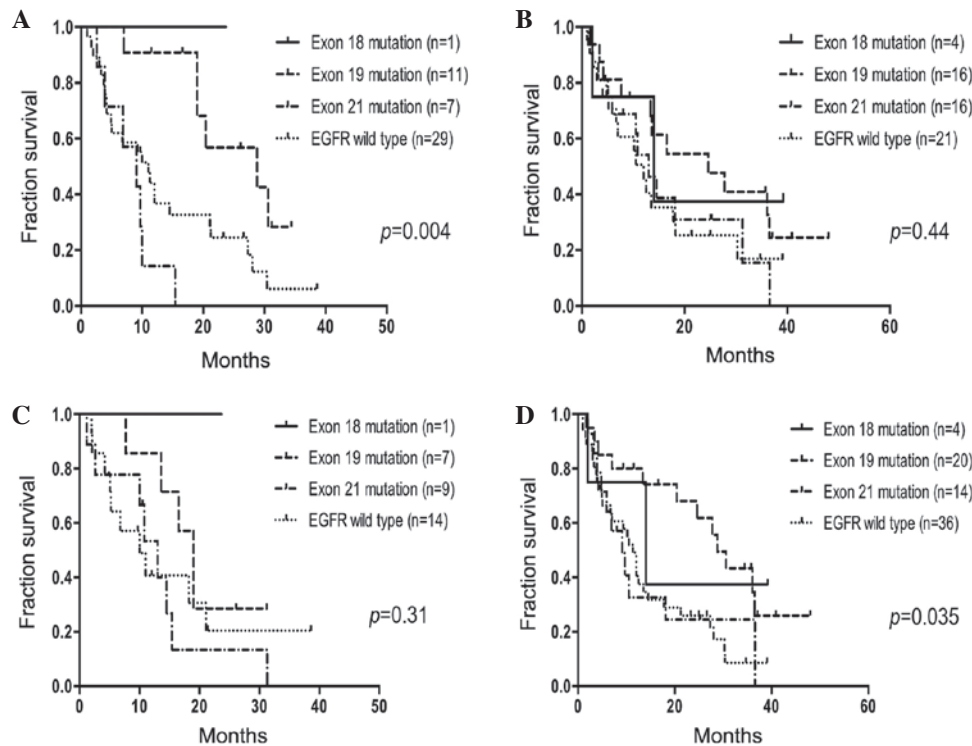 A
Fraction survival
1.0
0.8
0.6
0.4
0.2
0.0
Exon 18 mutation (n=1)
Exon 19 mutation (n=11)
Exon 21 mutation (n=7)
EGFR wild type (n=29)
p=0.004
0 10 20 30 40 50
Months
B
Fraction survival
1.0
0.8
0.6
0.4
0.2
0.0
Exon 18 mutation (n=4)
Exon 19 mutation (n=16)
Exon 21 mutation (n=16)
EGFR wild type (n=21)
p=0.44
0 20 40 60
Months
C
Fraction survival
1.0
0.8
0.6
0.4
0.2
0.0
Exon 18 mutation (n=1)
Exon 19 mutation (n=7)
Exon 21 mutation (n=9)
EGFR wild type (n=14)
p=0.31
0 10 20 30 40 50
Months
D
Fraction survival
1.0
0.8
0.6
0.4
0.2
0.0
Exon 18 mutation (n=4)
Exon 19 mutation (n=20)
Exon 21 mutation (n=14)
EGFR wild type (n=36)
p=0.035
0 20 40 60
Months